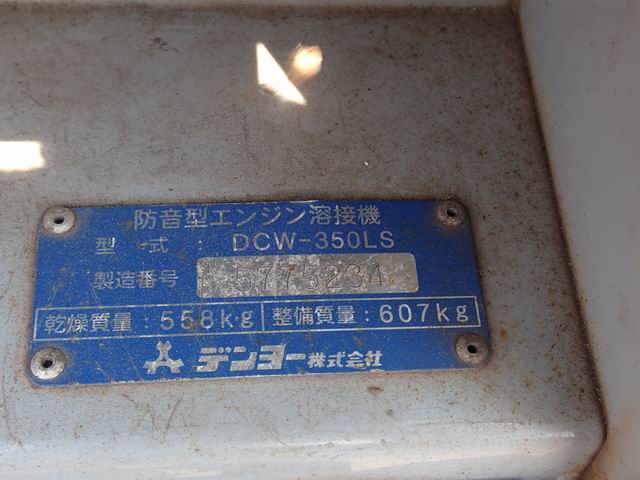 防音型エンジン溶接機
型 式 : DCW-350LS
製造番号 5775234
乾燥質量 : 558kg 整備質量 : 607kg
デンヨー株式会社